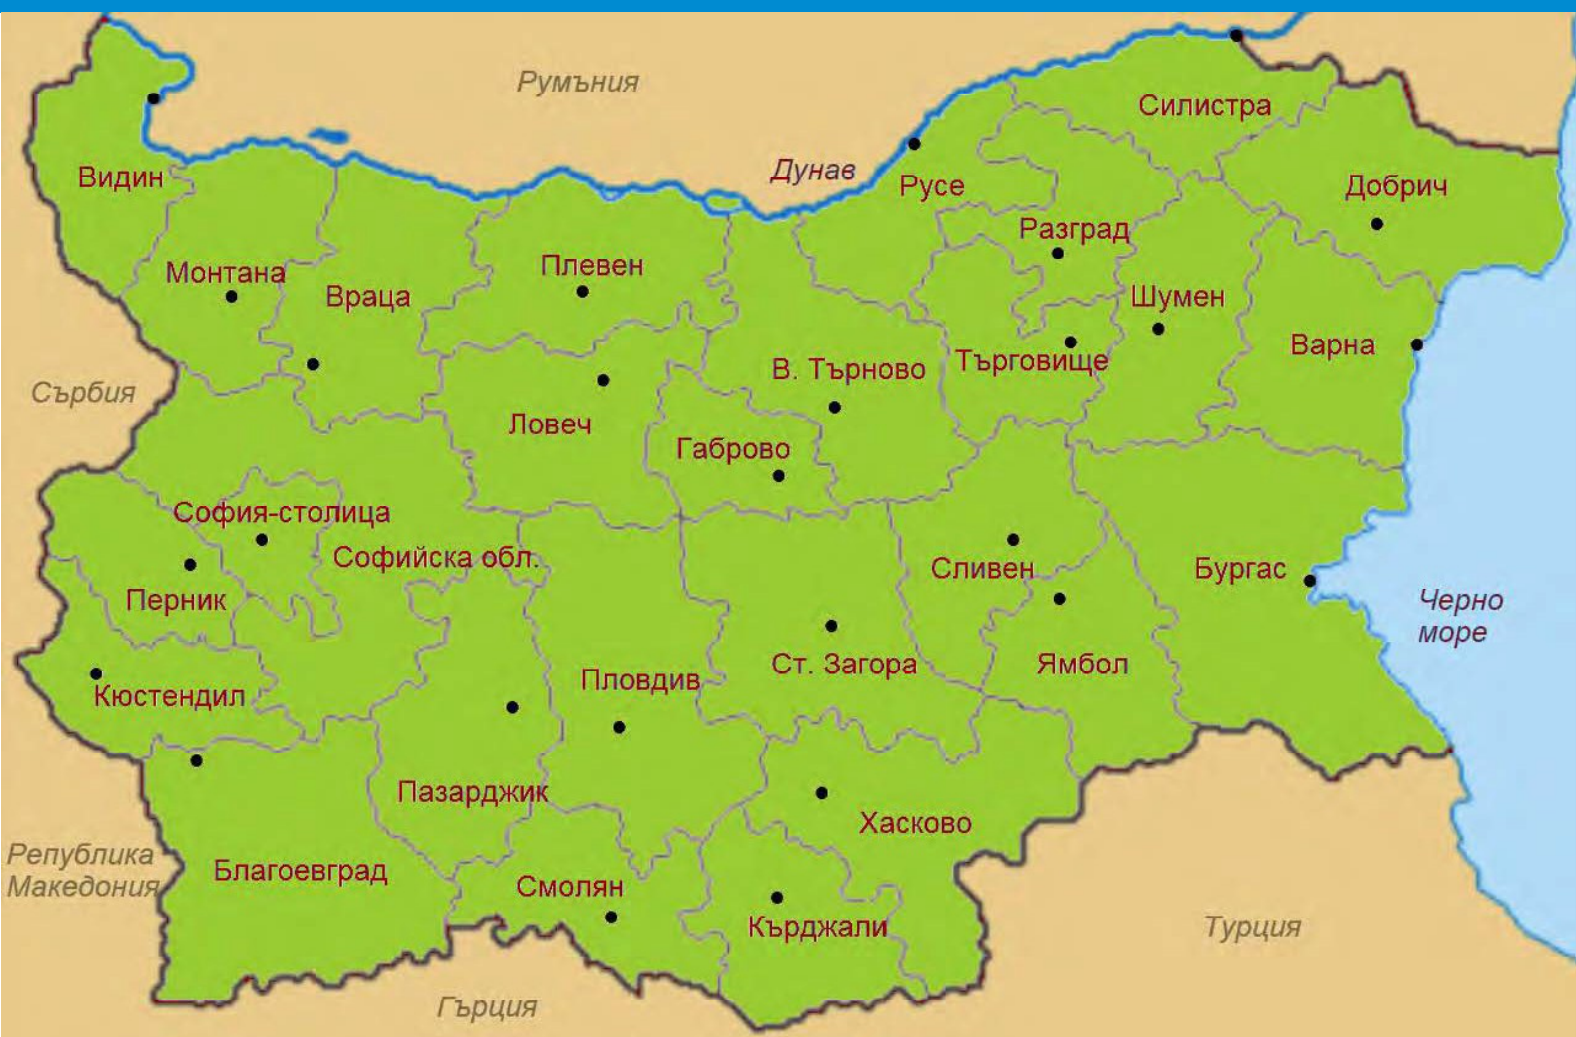 Румъния
Силистра
Дунав
Видин
Русе
Добрич
Разград
Монтана
Плевен
Враца
Шумен
Варна
Търговище
В. Търново
Сърбия
Ловеч
Габрово
София-столица
Софийска обл.
Сливен
Бургас
Перник
Черно
море
Кюстендил
Пловдив
Ст. Загора
Ямбол
Пазарджик
Хасково
Република
Македония
Благоевград
Смолян
Кърджали
Турция
Гърция